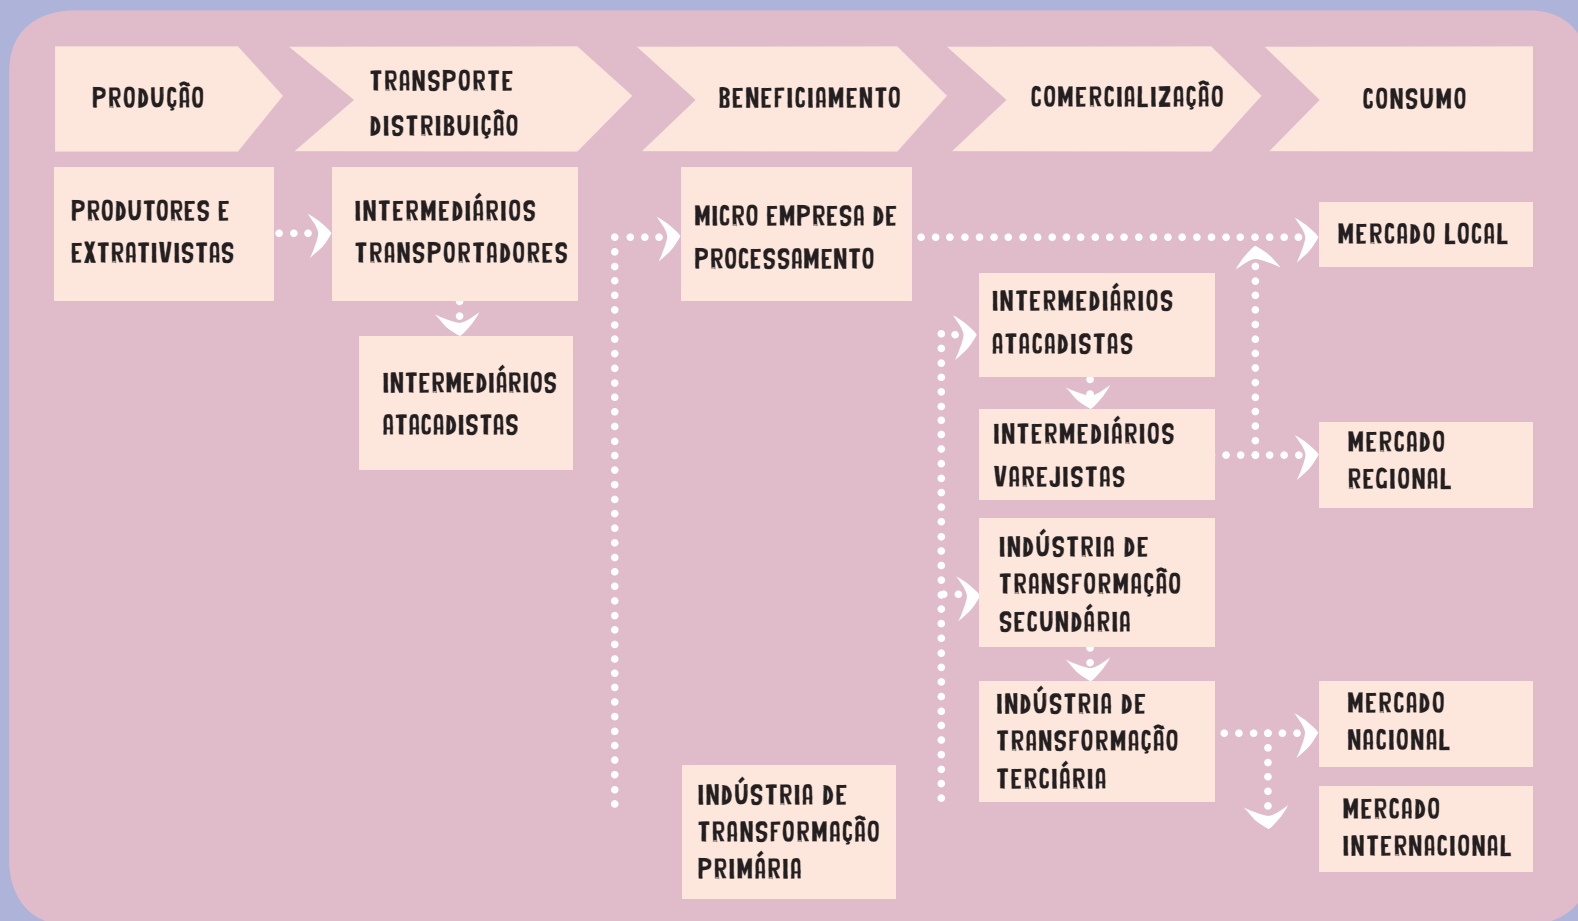 PRODUÇÃO
TRANSPORTE
DISTRIBUIÇÃO
BENEFICIAMENTO
COMERCIALIZAÇÃO
CONSUMO
PRODUTORES E
EXTRATIVISTAS
INTERMEDIÁRIOS
TRANSPORTADORES
INTERMEDIÁRIOS
ATACADISTAS
MICRO EMPRESA DE
PROCESSAMENTO
INDÚSTRIA DE
TRANSFORMAÇÃO
PRIMÁRIA
INTERMEDIÁRIOS
ATACADISTAS
INTERMEDIÁRIOS
VAREJISTAS
INDÚSTRIA DE
TRANSFORMAÇÃO
SECUNDÁRIA
INDÚSTRIA DE
TRANSFORMAÇÃO
TERCIÁRIA
MERCADO LOCAL
MERCADO
REGIONAL
MERCADO
NACIONAL
MERCADO
INTERNACIONAL